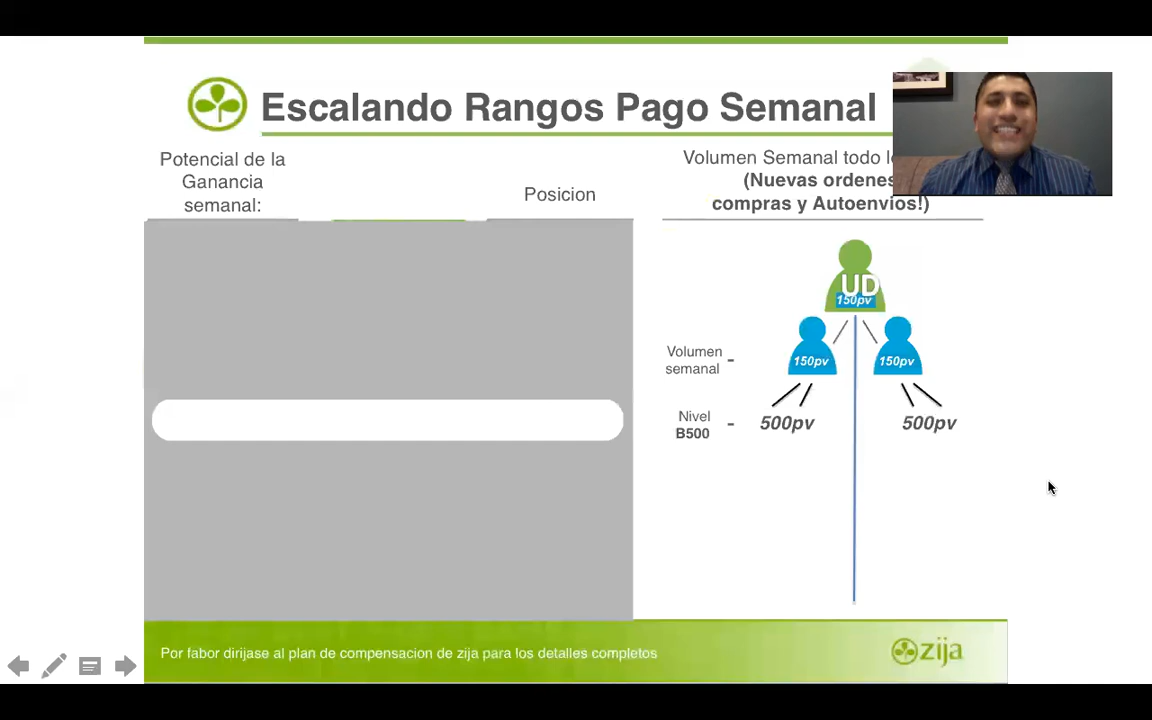 Escalando Rangos Pago Semanal
Potencial de la
Ganancia
semanal:
Posicion
Volumen Semanal todo
(Nuevas ordenes
compras y Autoenvios!)
UD
150pv
150pv
150pv
Volumen
semanal -
Nivel
B500 -
500pv
500pv
Por fabor dirijase al plan de compensacion de zija para los detalles completos
zija